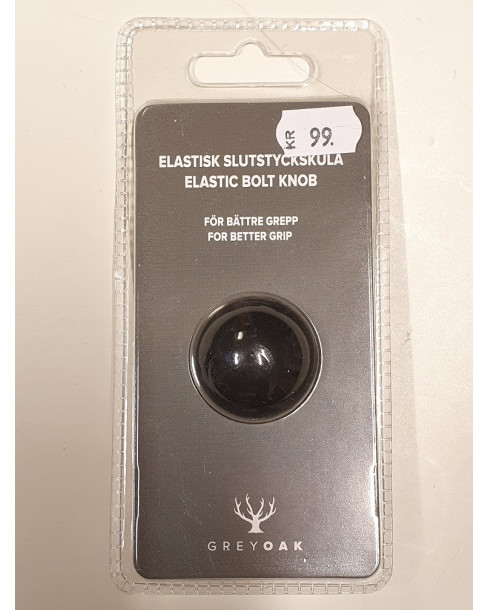 KR 99.
ELASTISK SLUTSTYCKSKULA
ELASTIC BOLT KNOB
FÖR BÄTTRE GREPP
FOR BETTER GRIP
GREYOAK